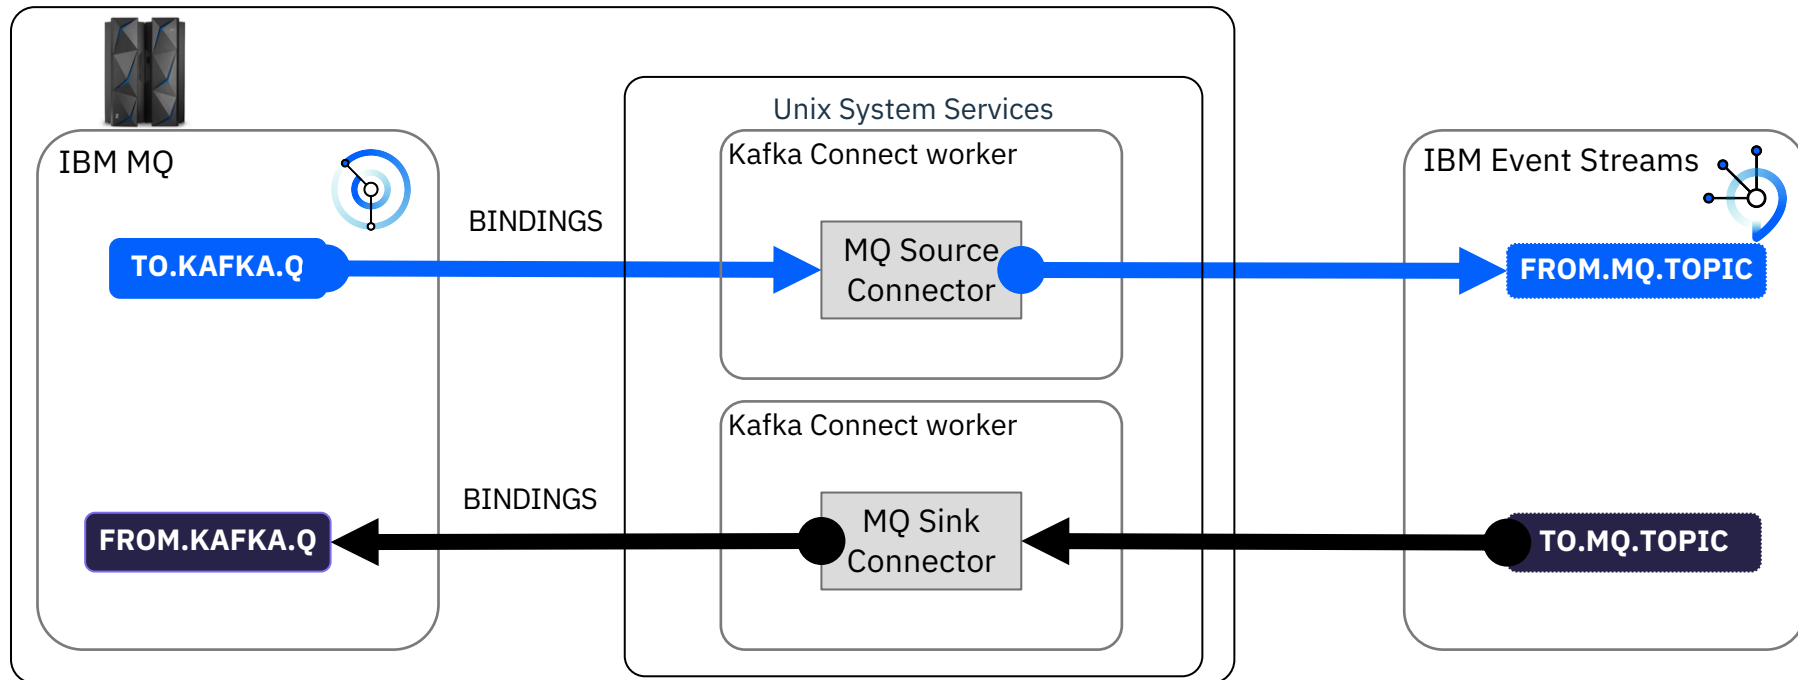 Unix System Services
IBM MQ
Kafka Connect worker
IBM Event Streams
BINDINGS
TO.KAFKA.Q
MQ Source
Connector
FROM.MQ.TOPIC
Kafka Connect worker
BINDINGS
FROM.KAFKA.Q
MQ Sink
Connector
TO.MQ.TOPIC